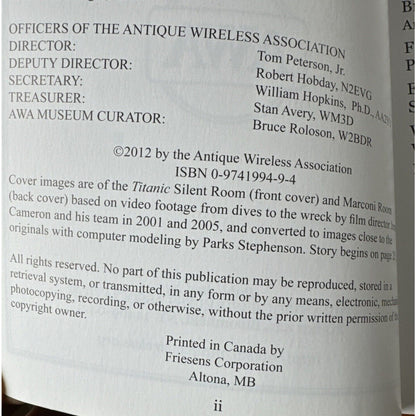 OFFICERS OF THE ANTIQUE WIRELESS ASSOCIATION
DIRECTOR: Tom Peterson, Jr.
DEPUTY DIRECTOR: Robert Hobday, N2EVG
SECRETARY: William Hopkins, Ph.D.,
TREASURER: Stan Avery, WM3D
AWA MUSEUM CURATOR: Bruce Roloson, W2BDR
©2012 by the Antique Wireless Association
ISBN 0-9741994-9-4
Cover images are of the Titanic Silent Room (front cover) and Marconi Room
(back cover) based on video footage from dives to the wreck by film director
Cameron and his team in 2001 and 2005, and converted to images close to the
originals with computer modeling by Parks Stephenson. Story begins on page
All rights reserved. No part of this publication may be reproduced, stored in a
retrieval system, or transmitted, in any form or by any means, electronic,
photocopying, recording, or otherwise, without the prior written permission of
copyright owner.
Printed in Canada by
Friesens Corporation
Altona, MB
ii